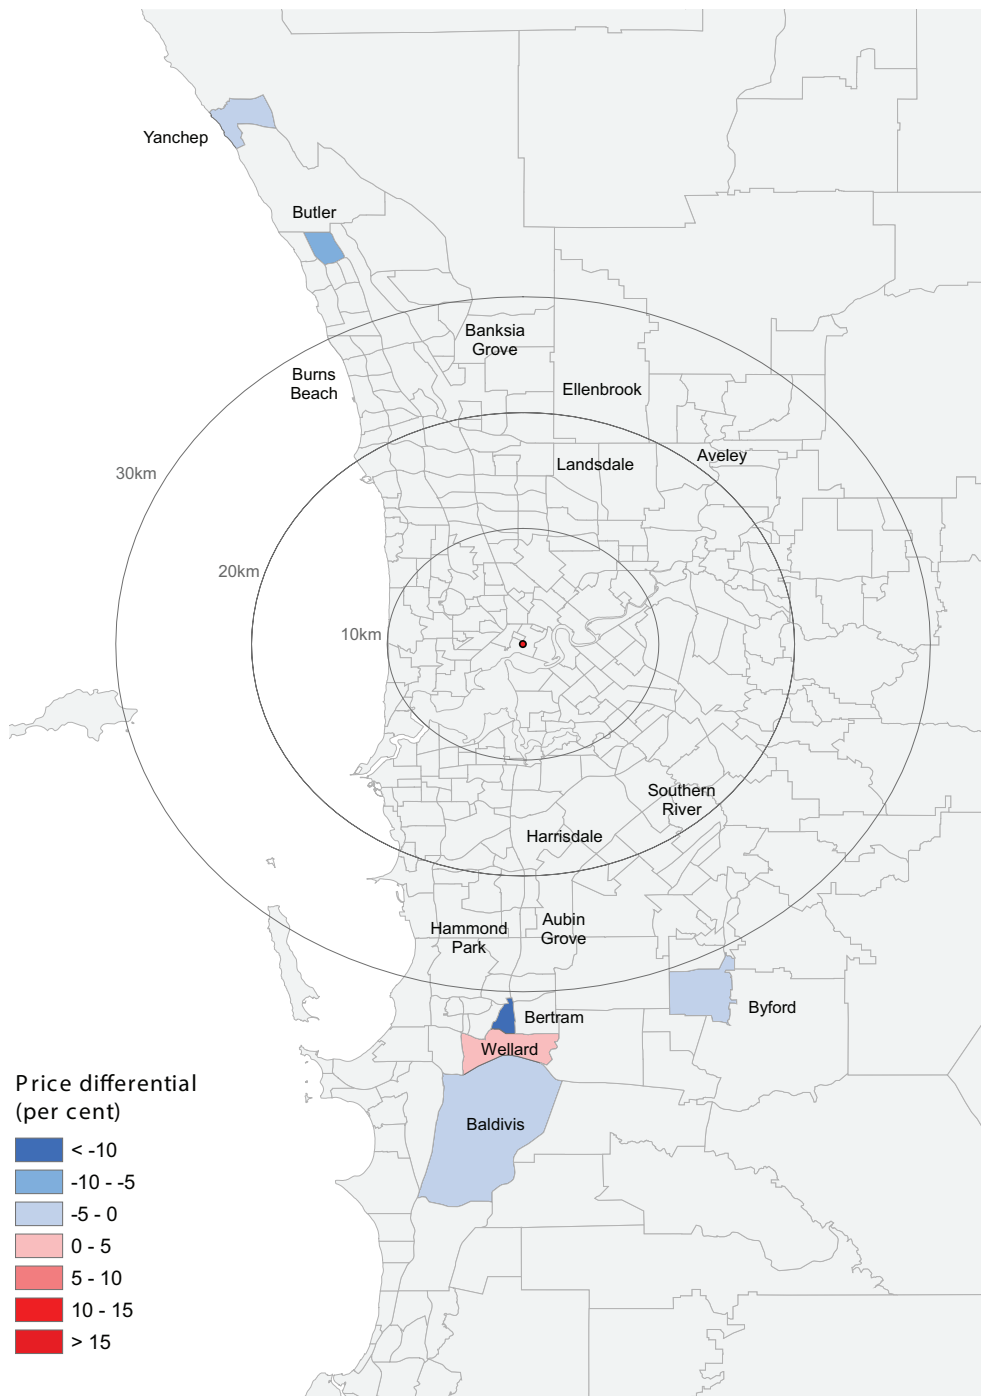 Yanchep
Butler
Banksia
Grove
Burns
Beach
Ellenbrook
Landsdale
Aveley
30km
20km
10km
Southern
River
Harrisdale
Hammond
Park
Aubin
Grove
Byford
Bertram
Wellard
Baldivis
Price differential
(per cent)
< -10
-10 - -5
-5 - 0
0 - 5
5 - 10
10 - 15
> 15